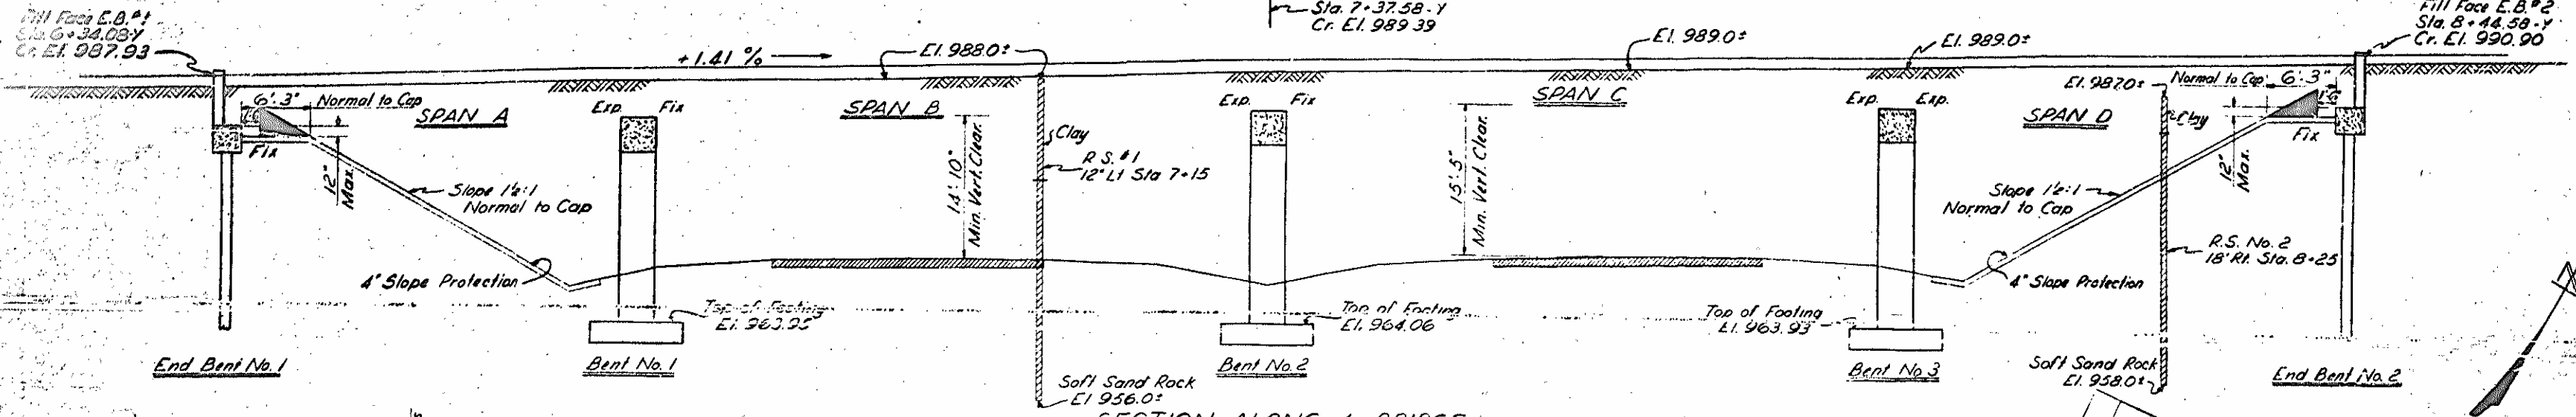 Fill Face E.B.#1
Sta. 6+34.08-Y
Cr. El. 987.93
Sta. 7+37.58-Y
Cr. El. 989.39
Fill Face E.B.#2
Sta. 8+44.58-Y
Cr. El. 990.90
+1.41 %
El. 988.0±
El. 989.0±
El. 989.0±
6'-3" Normal to Cap
SPAN A
Exp. Fix
SPAN B
Exp. Fix
SPAN C
Exp. Exp.
El. 987.0±
Normal to Cap 6'-3"
1'-6"
SPAN D
Fix
12" Max.
Slope 1½:1
Normal to Cap
4" Slope Protection
14'-10"
Min. Vert. Clear.
Clay
R.S. #1
12' Lt Sta 7+15
15'-5"
Min. Vert. Clear.
Clay
Fix
12" Max.
Slope 1½:1
Normal to Cap
R.S. No. 2
18' Rt. Sta. 8+25
4" Slope Protection
Top of Footing
El. 963.95
Top of Footing
El. 964.06
Top of Footing
El. 963.93
End Bent No. 1
Bent No. 1
Bent No. 2
Bent No 3
End Bent No. 2
Soft Sand Rock
El 956.0±
Soft Sand Rock
El. 958.0±
SECTION ALONG BRIDGE